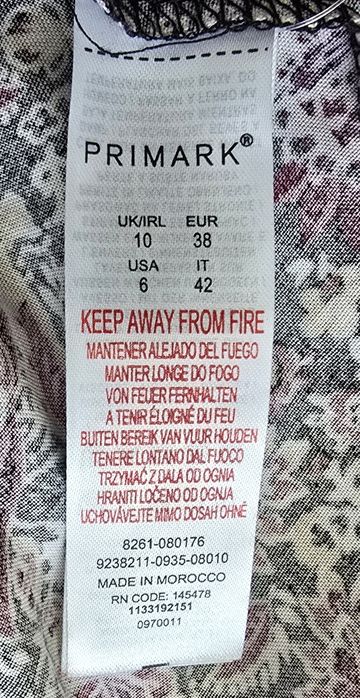 PRIMARK®
UK/IRL EUR
10 38
USA IT
6 42
KEEP AWAY FROM FIRE
MANTENER ALEJADO DEL FUEGO
MANTER LONGE DO FOGO
VON FEUER FERNHALTEN
A TENIR ÉLOIGNÉ DU FEU
BUITEN BEREIK VAN VUUR HOUDEN
TENERE LONTANO DAL FUOCO
TRZYMAĆ Z DALA OD OGNIA
HRANITI LOČENO OD OGNJA
UCHOVÁVEJTE MIMO DOSAH OHNĚ
8261-080176
9238211-0935-08010
MADE IN MOROCCO
RN CODE: 145478
1133192151
0970011